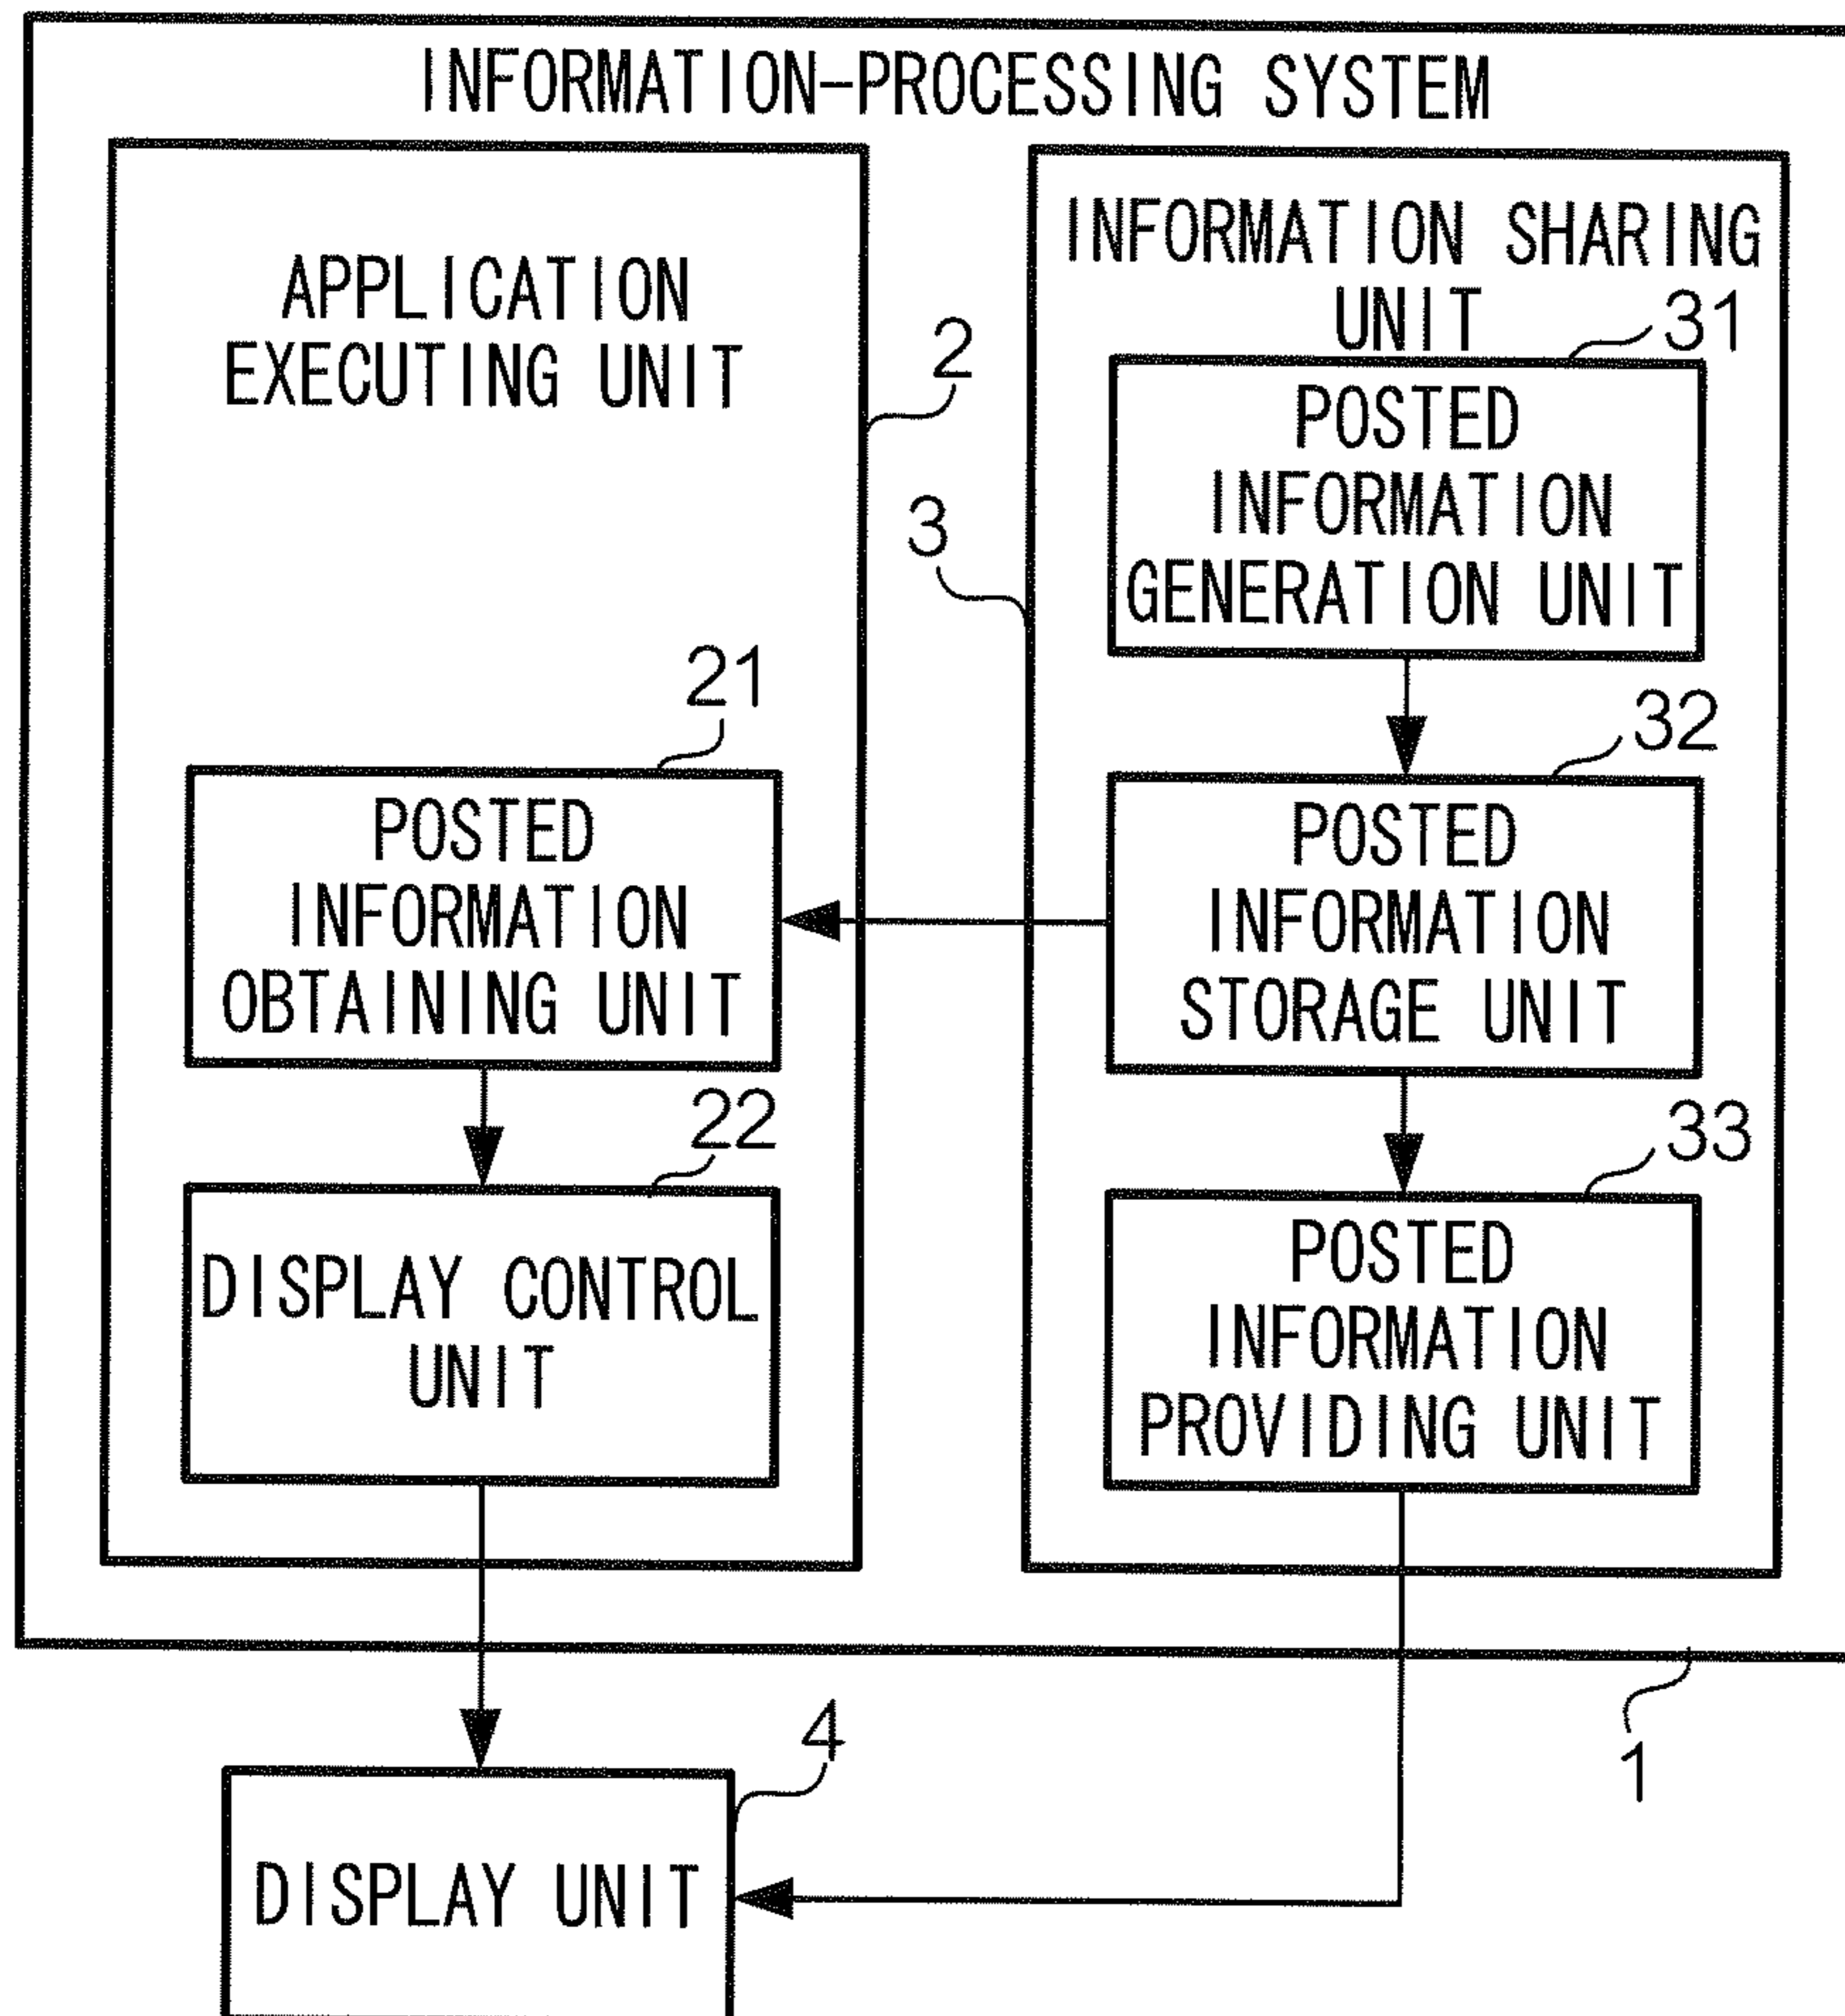 INFORMATION-PROCESSING SYSTEM
APPLICATION
EXECUTING UNIT
2
3
21
POSTED
INFORMATION
OBTAINING UNIT
22
DISPLAY CONTROL
UNIT
INFORMATION SHARING
UNIT
31
POSTED
INFORMATION
GENERATION UNIT
32
POSTED
INFORMATION
STORAGE UNIT
33
POSTED
INFORMATION
PROVIDING UNIT
1
4
DISPLAY UNIT